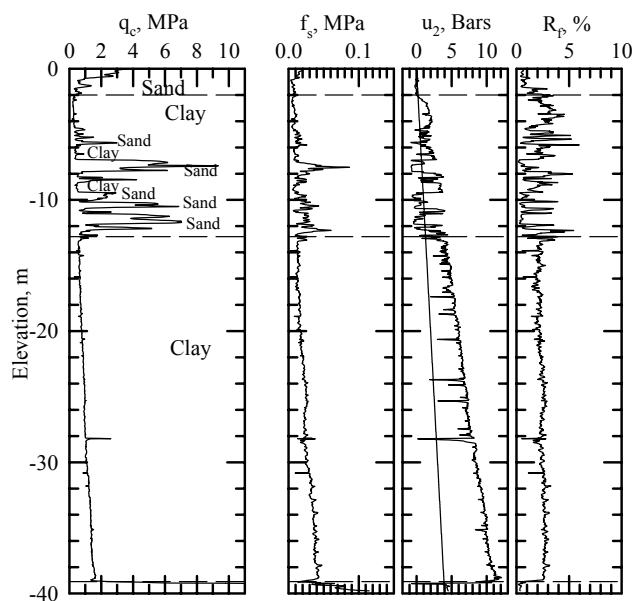 q_c, MPa f_s, MPa u_2, Bars R_f, %
0 2 4 6 8 10 0.0 0.1 0 5 10 0 5 10
0
Sand
Clay
Sand
Clay
Sand
-10
Clay
Sand
Sand
Sand
-20
Clay
-30
-40
Elevation, m